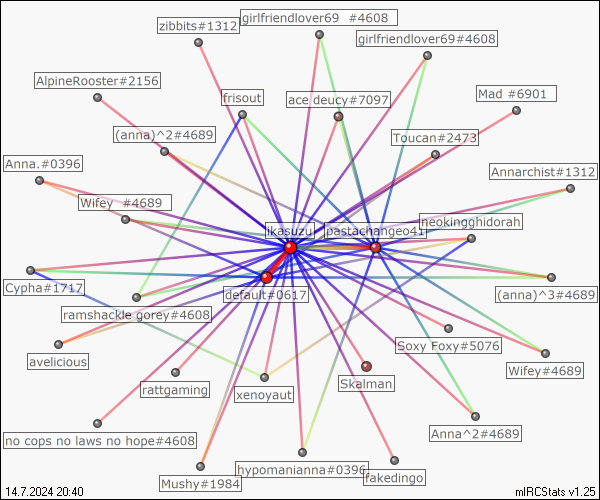 girlfriendlover69 #4608
zibbits#1312
girlfriendlover69#4608
AlpineRooster#2156
frisout
ace deucy#7097
Mad #6901
(anna)^2#4689
Toucan#2473
Anna.#0396
Annarchist#1312
Wifey #4689
neokingghidorah
ikasuzu
pastachangeo41
Cypha#1717
default#0617
(anna)^3#4689
ramshackle gorey#4608
Soxy Foxy#5076
avelicious
Wifey#4689
rattgaming
xenoyaut
Skalman
no cops no laws no hope#4608
Anna^2#4689
hypomanianna#0396
Mushy#1984
fakedingo
14.7.2024 20:40
mIRCStats v1.25